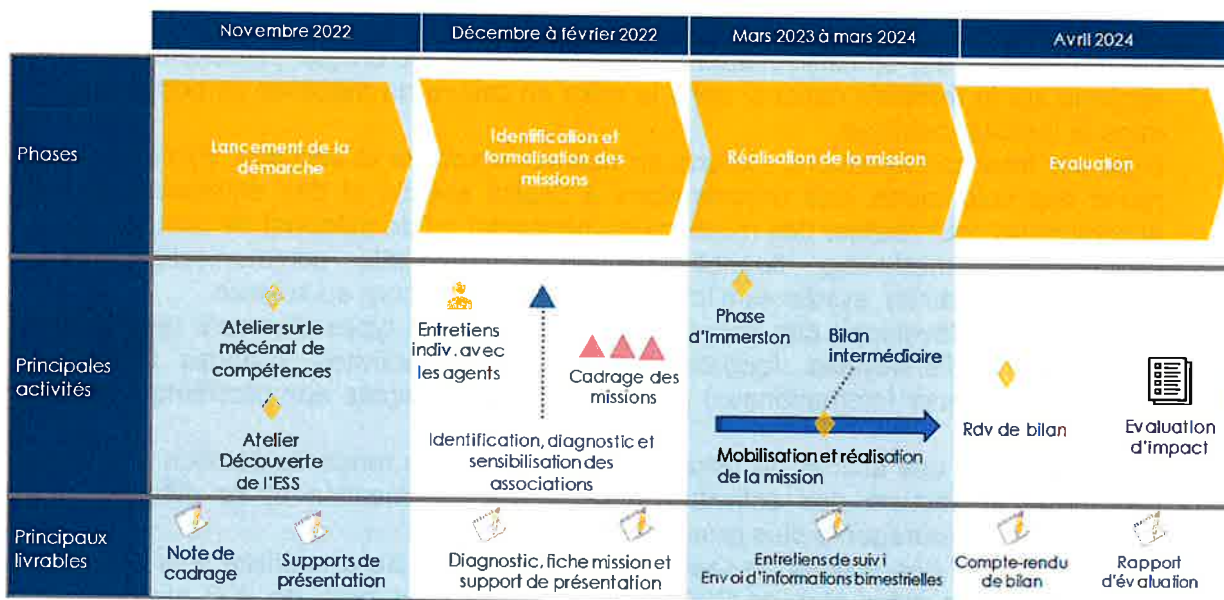 Novembre 2022
Décembre à février 2022
Mars 2023 à mars 2024
Avril 2024
Phases
Lancement de la
démarche
Identification et
formalisation des
missions
Réalisation de la mission
Evaluation
Principales
activités
Atelier sur le
mécénat de
compétences
Atelier
Découverte
de l'ESS
Entretiens
indiv. avec
les agents
Cadrage des
missions
Identification, diagnostic et
sensibilisation des
associations
Phase
d'immersion
Bilan
intermédiaire
Mobilisation et réalisation
de la mission
Rdv de bilan
Evaluation
d'impact
Principaux
livrables
Note de
cadrage
Supports de
présentation
Diagnostic, fiche mission et
support de présentation
Entretiens de suivi
Envoi d'informations bimestrielles
Compte-rendu
de bilan
Rapport
d'évaluation